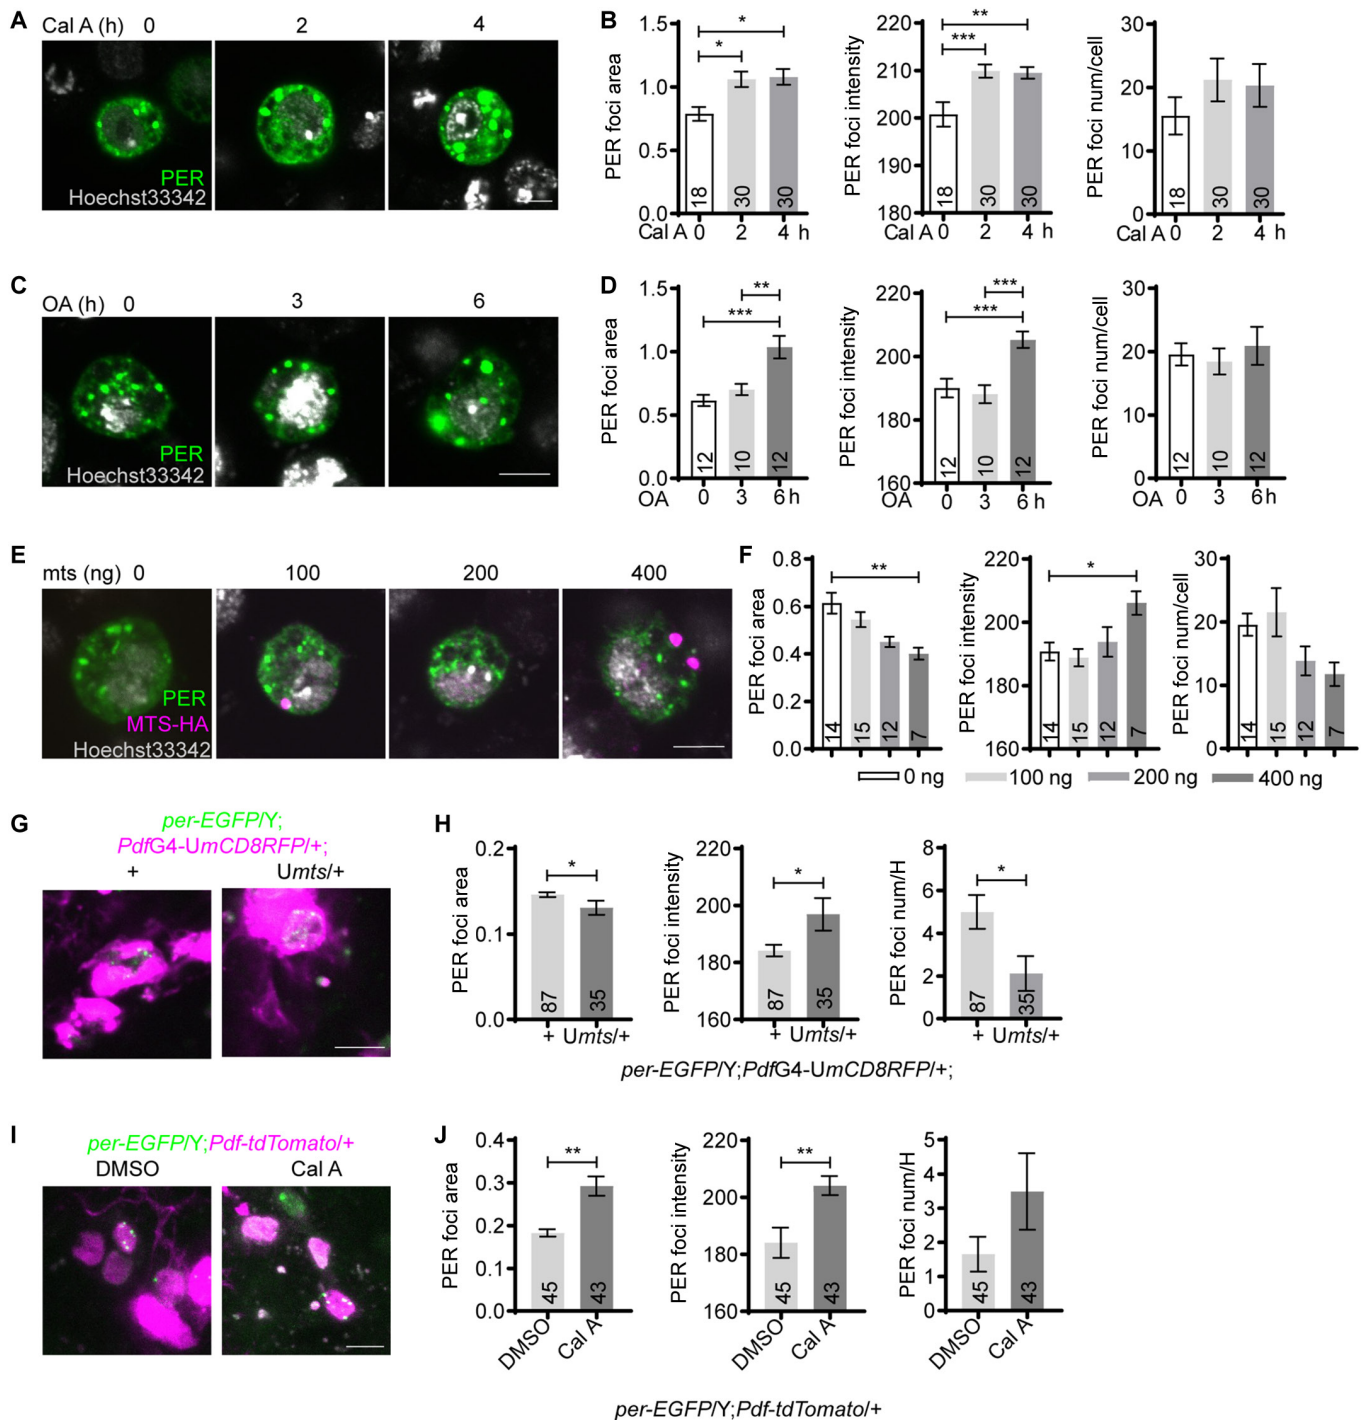 A
Cal A (h) 0 2 4
PER
Hoechst33342
B
PER foci area
1.5
1.0
0.5
0.0
* *
18 30 30
Cal A 0 2 4 h
PER foci intensity
220
210
200
190
180
** ***
18 30 30
Cal A 0 2 4 h
PER foci num/cell
30
20
10
0
18 30 30
Cal A 0 2 4 h
C
OA (h) 0 3 6
PER
Hoechst33342
D
PER foci area
1.5
1.0
0.5
0.0
** ***
12 10 12
OA 0 3 6 h
PER foci intensity
220
200
180
160
*** ***
12 10 12
0 3 6 h
PER foci num/cell
30
20
10
0
12 10 12
0 3 6 h
E
mts (ng) 0 100 200 400
PER
MTS-HA
Hoechst33342
F
PER foci area
0.8
0.6
0.4
0.2
0.0
**
14 15 12 7
PER foci intensity
220
200
180
160
*
14 15 12 7
PER foci num/cell
30
20
10
0
14 15 12 7
0 ng 100 ng 200 ng 400 ng
G
per-EGFP/Y;
PdfG4-UmCD8RFP/+;
+ Umts/+
H
PER foci area
0.2
0.1
0.0
*
87 35
+ Umts/+
PER foci intensity
220
200
180
160
*
87 35
+ Umts/+
PER foci num/H
8
6
4
2
0
*
87 35
+ Umts/+
per-EGFP/Y;PdfG4-UmCD8RFP/+;
I
per-EGFP/Y;Pdf-tdTomato/+
DMSO Cal A
J
PER foci area
0.4
0.3
0.2
0.1
0.0
**
45 43
DMSO Cal A
PER foci intensity
220
200
180
160
**
45 43
DMSO Cal A
PER foci num/H
5
4
3
2
1
0
45 43
DMSO Cal A
per-EGFP/Y;Pdf-tdTomato/+